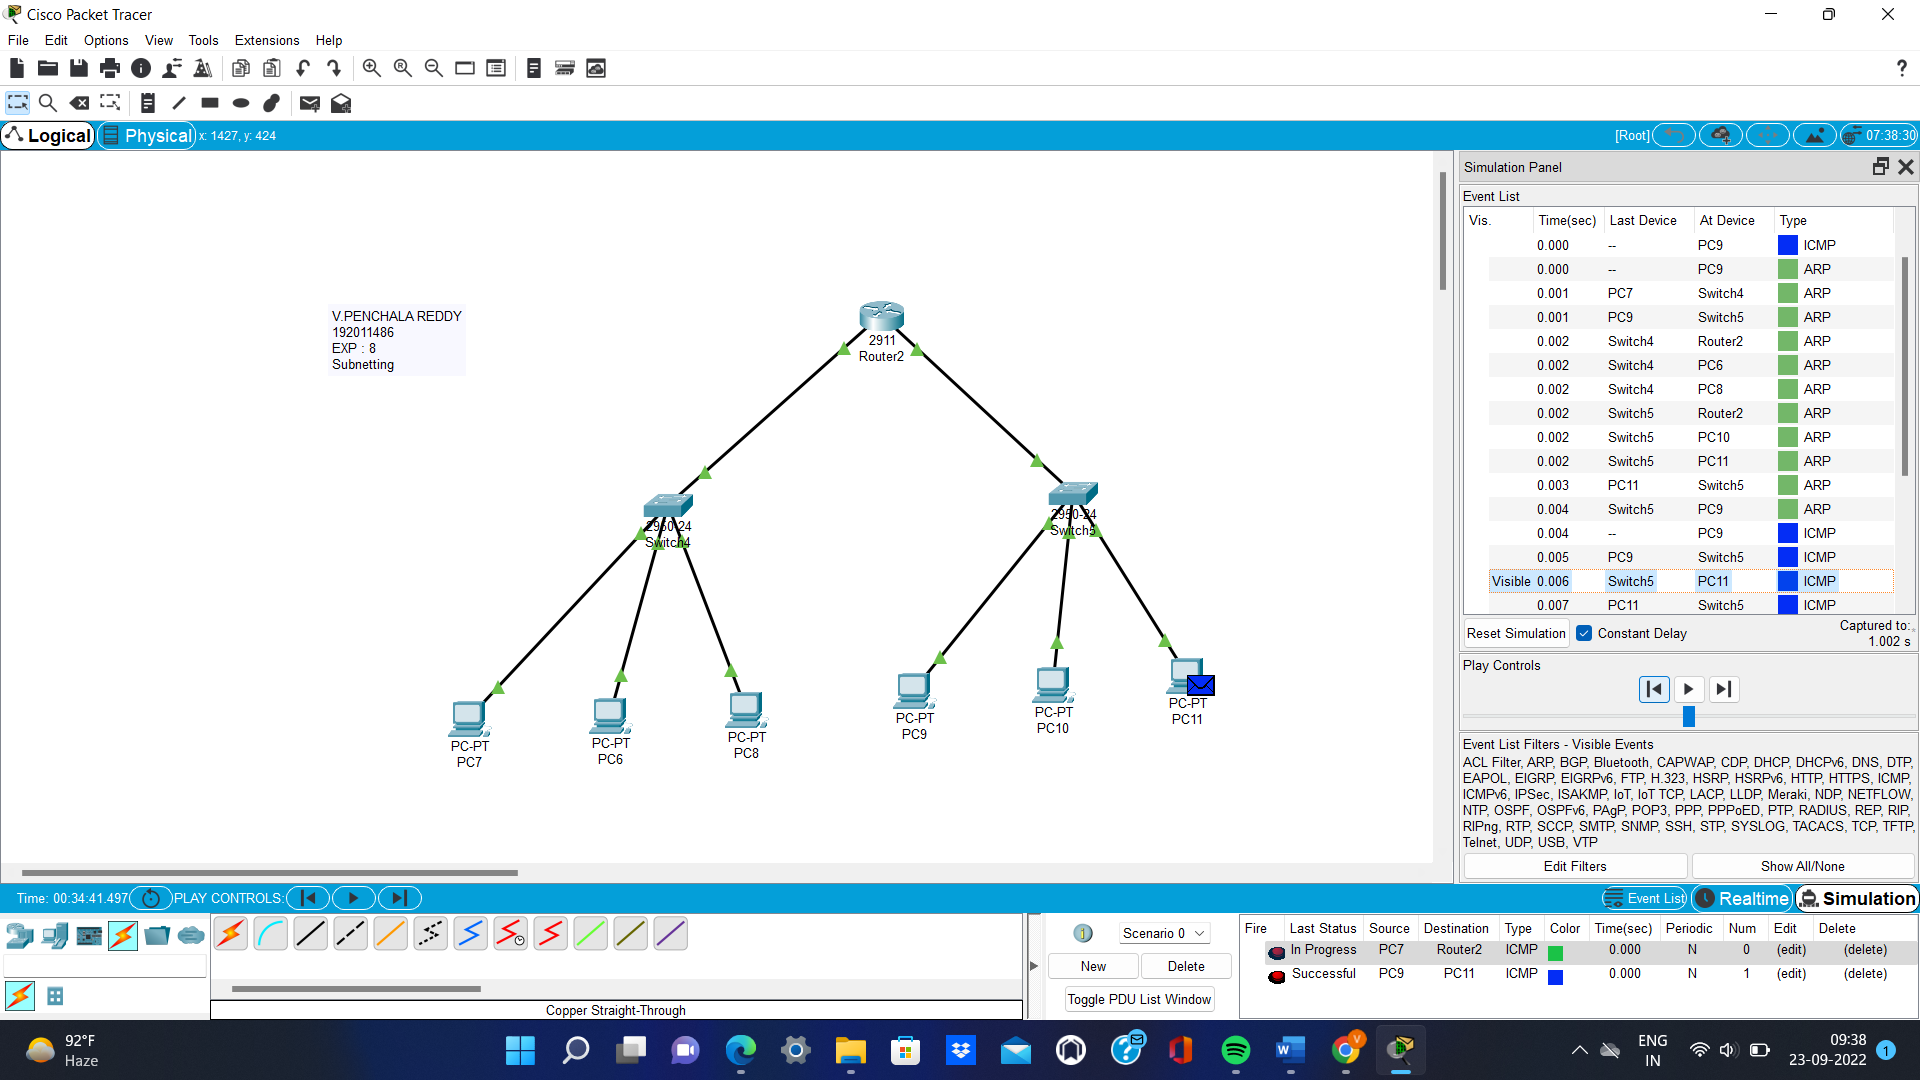 Cisco Packet Tracer
File Edit Options View Tools Extensions Help
Logical Physical x: 1427, y: 424 [Root] 07:38:30
V.PENCHALA REDDY
192011486
EXP : 8
Subnetting
2911
Router2
2950-24
Switch4
2950-24
Switch5
PC-PT
PC7
PC-PT
PC6
PC-PT
PC8
PC-PT
PC9
PC-PT
PC10
PC-PT
PC11
Simulation Panel
Event List
Vis. Time(sec) Last Device At Device Type
0.000 -- PC9 ICMP
0.000 -- PC9 ARP
0.001 PC7 Switch4 ARP
0.001 PC9 Switch5 ARP
0.002 Switch4 Router2 ARP
0.002 Switch4 PC6 ARP
0.002 Switch4 PC8 ARP
0.002 Switch5 Router2 ARP
0.002 Switch5 PC10 ARP
0.002 Switch5 PC11 ARP
0.003 PC11 Switch5 ARP
0.004 Switch5 PC9 ARP
0.004 -- PC9 ICMP
0.005 PC9 Switch5 ICMP
Visible 0.006 Switch5 PC11 ICMP
0.007 PC11 Switch5 ICMP
Reset Simulation Constant Delay Captured to:
1.002 s
Play Controls
Event List Filters - Visible Events
ACL Filter, ARP, BGP, Bluetooth, CAPWAP, CDP, DHCP, DHCPv6, DNS, DTP,
EAPOL, EIGRP, EIGRPv6, FTP, H.323, HSRP, HSRPv6, HTTP, HTTPS, ICMP,
ICMPv6, IPSec, ISAKMP, IoT, IoT TCP, LACP, LLDP, Meraki, NDP, NETFLOW,
NTP, OSPF, OSPFv6, PAgP, POP3, PPP, PPPoED, PTP, RADIUS, REP, RIP,
RIPng, RTP, SCCP, SMTP, SNMP, SSH, STP, SYSLOG, TACACS, TCP, TFTP,
Telnet, UDP, USB, VTP
Edit Filters Show All/None
Time: 00:34:41.497 PLAY CONTROLS: Event List Realtime Simulation
Copper Straight-Through
Scenario 0
New Delete
Toggle PDU List Window
Fire Last Status Source Destination Type Color Time(sec) Periodic Num Edit Delete
In Progress PC7 Router2 ICMP 0.000 N 0 (edit) (delete)
Successful PC9 PC11 ICMP 0.000 N 1 (edit) (delete)
92°F
Haze
ENG
IN
09:38
23-09-2022
1